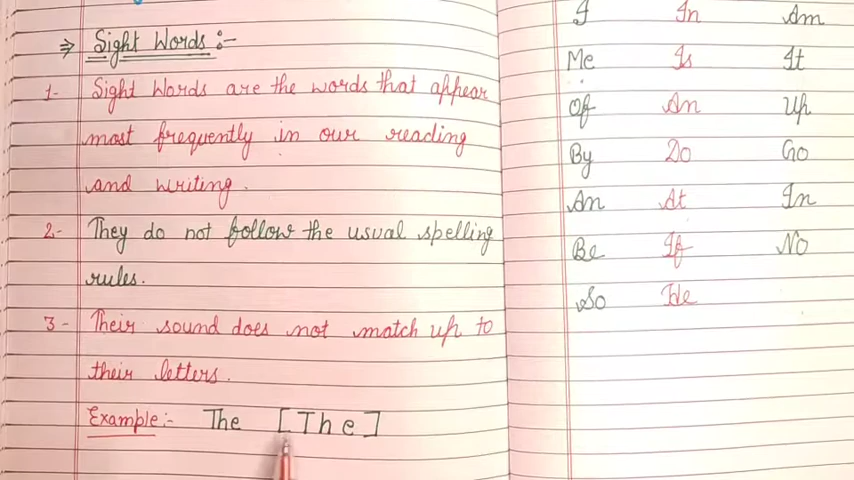 ⇒ Sight Words :-
1- Sight Words are the words that appear
most frequently in our reading
and writing.
2- They do not follow the usual spelling
rules.
3- Their sound does not match up to
their letters.
Example:- The [The]
I In Am
Me Is It
Of An Up
By Do Go
An At In
Be If No
So He